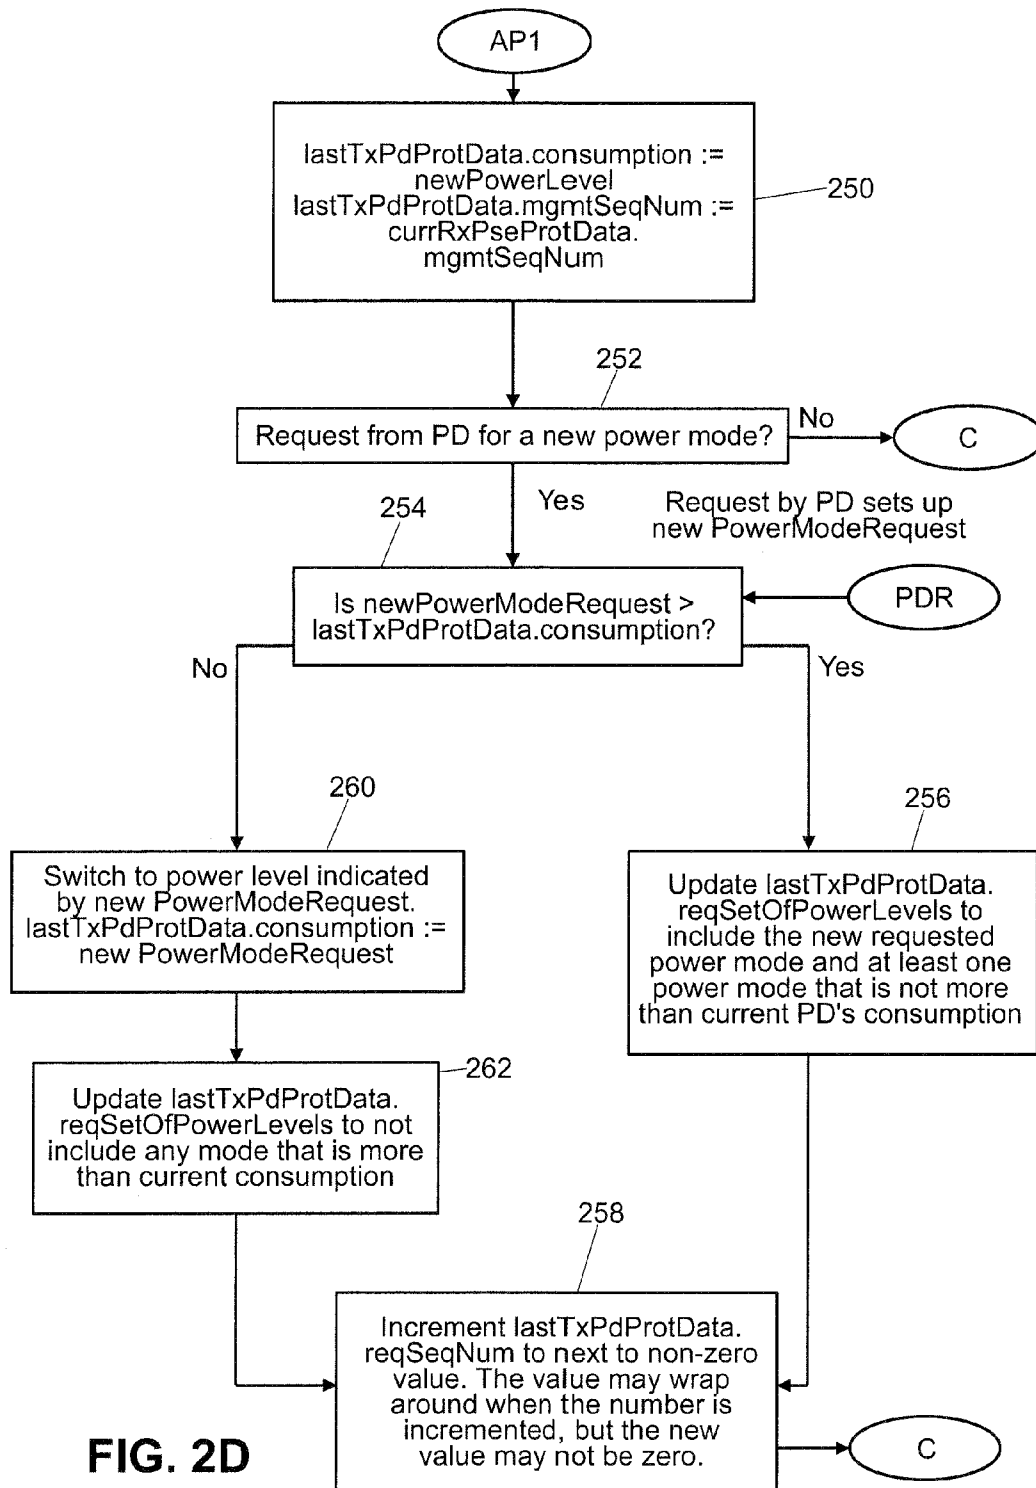 AP1
lastTxPdProtData.consumption :=
newPowerLevel
lastTxPdProtData.mgmtSeqNum :=
currRxPseProtData.
mgmtSeqNum
250
252
Request from PD for a new power mode?
No
C
Yes
Request by PD sets up
new PowerModeRequest
254
Is newPowerModeRequest >
lastTxPdProtData.consumption?
PDR
No
Yes
260
Switch to power level indicated
by new PowerModeRequest.
lastTxPdProtData.consumption :=
new PowerModeRequest
256
Update lastTxPdProtData.
reqSetOfPowerLevels to
include the new requested
power mode and at least one
power mode that is not more
than current PD's consumption
262
Update lastTxPdProtData.
reqSetOfPowerLevels to not
include any mode that is more
than current consumption
258
Increment lastTxPdProtData.
reqSeqNum to next to non-zero
value. The value may wrap
around when the number is
incremented, but the new
value may not be zero.
C
FIG. 2D